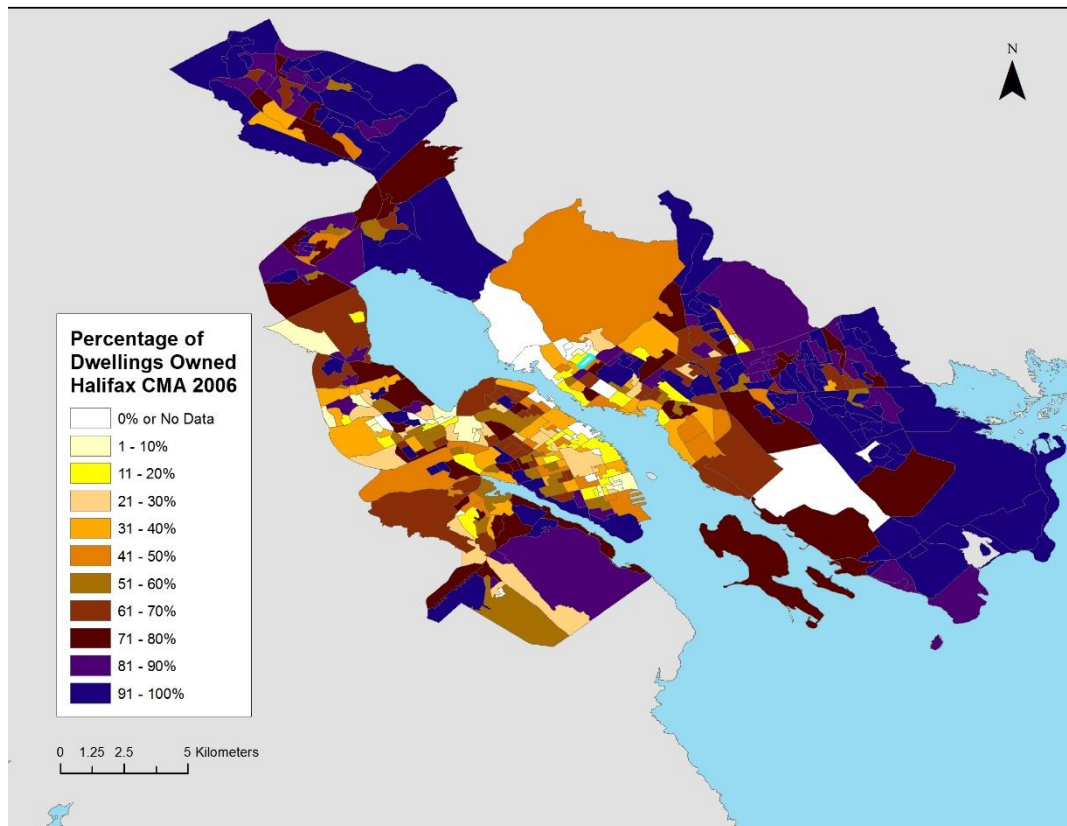 N
Percentage of
Dwellings Owned
Halifax CMA 2006
0% or No Data
1 - 10%
11 - 20%
21 - 30%
31 - 40%
41 - 50%
51 - 60%
61 - 70%
71 - 80%
81 - 90%
91 - 100%
0 1.25 2.5 5 Kilometers